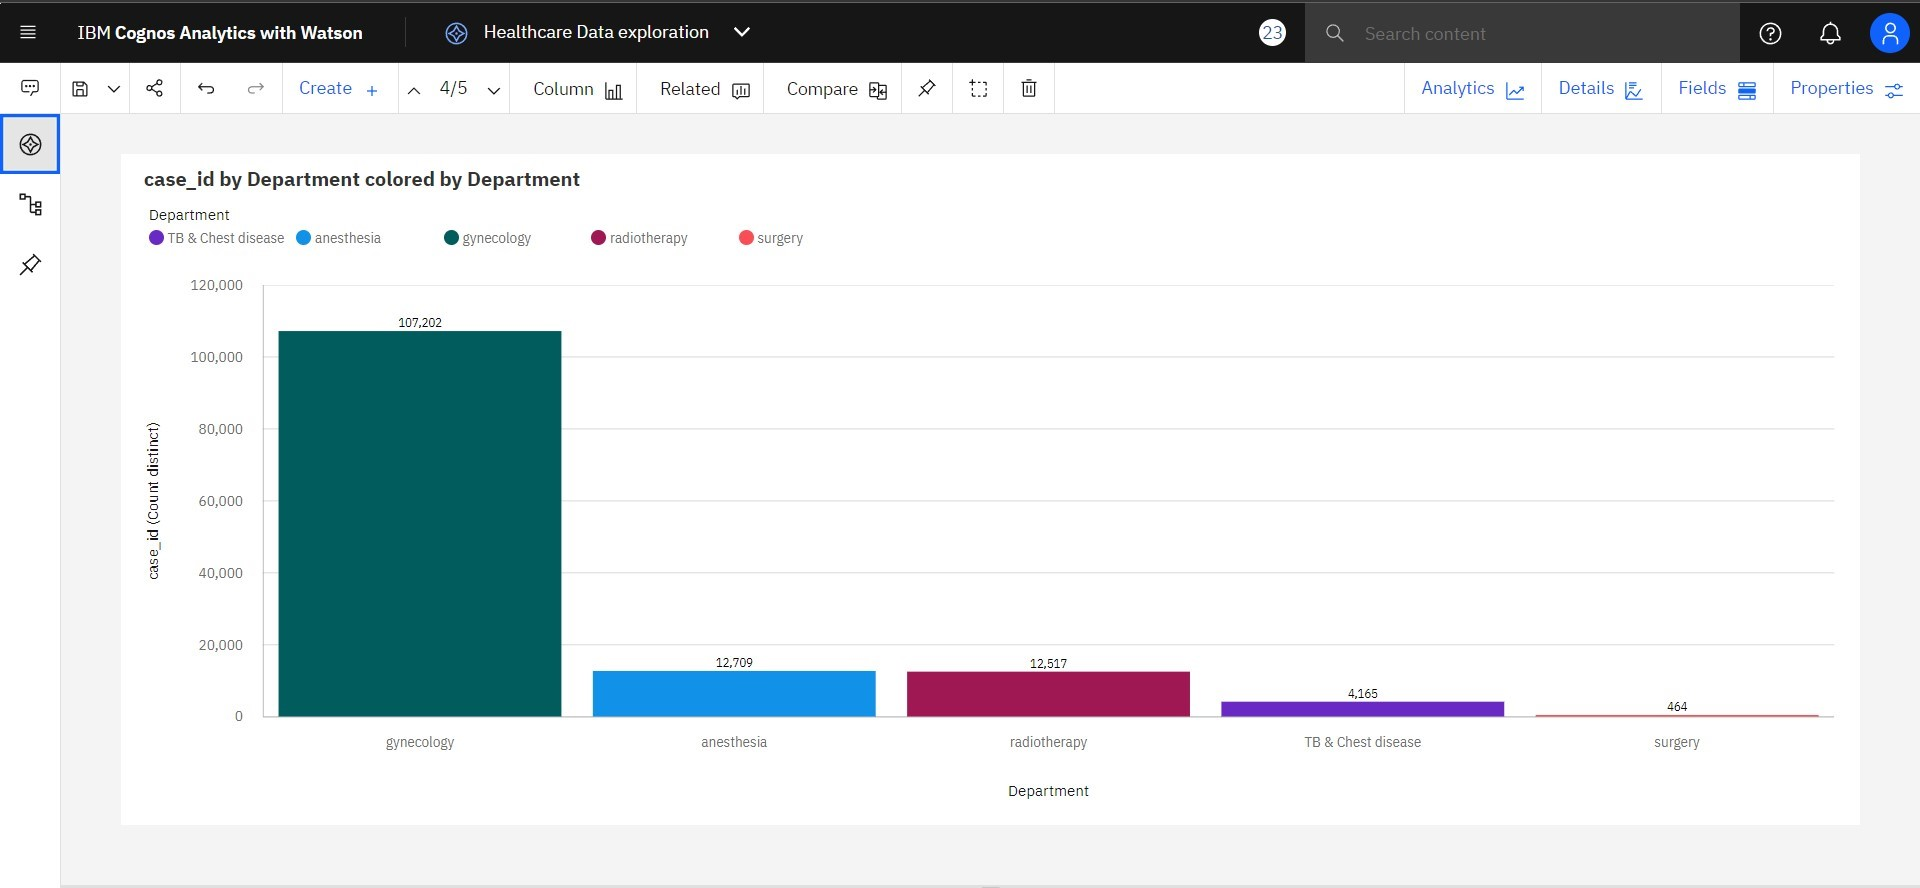 IBM Cognos Analytics with Watson
Healthcare Data exploration
23
Search content
Create +
4/5
Column
Related
Compare
Analytics
Details
Fields
Properties
case_id by Department colored by Department
Department
TB & Chest disease
anesthesia
gynecology
radiotherapy
surgery
case_id (Count distinct)
120,000
100,000
80,000
60,000
40,000
20,000
0
107,202
12,709
12,517
4,165
464
gynecology
anesthesia
radiotherapy
TB & Chest disease
surgery
Department